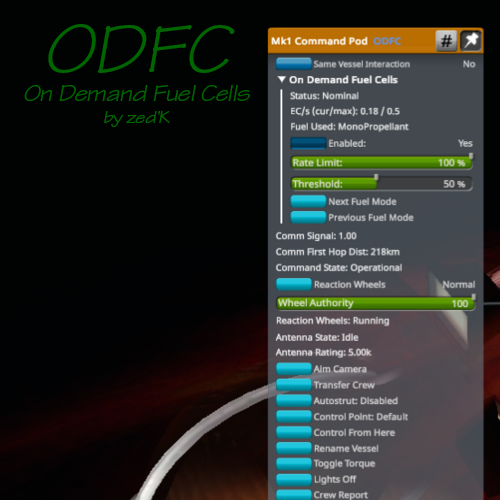 ODFC
On Demand Fuel Cells
by zed'K
Mk1 Command Pod ODFC #
Same Vessel Interaction No
On Demand Fuel Cells
Status: Nominal
EC/s (cur/max): 0.18 / 0.5
Fuel Used: MonoPropellant
Enabled: Yes
Rate Limit: 100 %
Threshold: 50 %
Next Fuel Mode
Previous Fuel Mode
Comm Signal: 1.00
Comm First Hop Dist: 218km
Command State: Operational
Reaction Wheels Normal
Wheel Authority 100
Reaction Wheels: Running
Antenna State: Idle
Antenna Rating: 5.00k
Aim Camera
Transfer Crew
Autostrut: Disabled
Control Point: Default
Control From Here
Rename Vessel
Toggle Torque
Lights Off
Crew Report